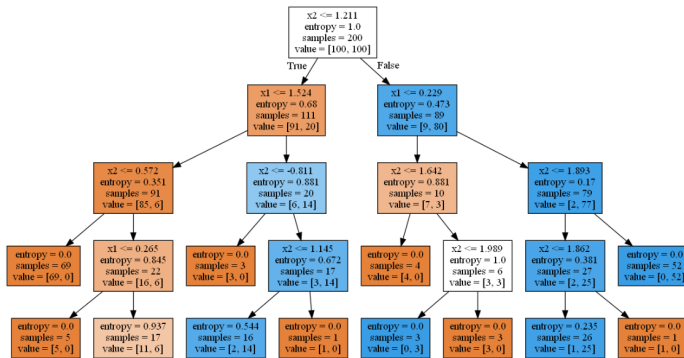 x2 <= 1.211
entropy = 1.0
samples = 200
value = [100, 100]
True
False
x1 <= 1.524
entropy = 0.68
samples = 111
value = [91, 20]
x1 <= 0.229
entropy = 0.473
samples = 89
value = [9, 80]
x2 <= 0.572
entropy = 0.351
samples = 91
value = [85, 6]
x2 <= -0.811
entropy = 0.881
samples = 20
value = [6, 14]
x2 <= 1.642
entropy = 0.881
samples = 10
value = [7, 3]
x2 <= 1.893
entropy = 0.17
samples = 79
value = [2, 77]
entropy = 0.0
samples = 69
value = [69, 0]
x1 <= 0.265
entropy = 0.845
samples = 22
value = [16, 6]
entropy = 0.0
samples = 3
value = [3, 0]
x2 <= 1.145
entropy = 0.672
samples = 17
value = [3, 14]
entropy = 0.0
samples = 4
value = [4, 0]
x2 <= 1.989
entropy = 1.0
samples = 6
value = [3, 3]
x2 <= 1.862
entropy = 0.381
samples = 27
value = [2, 25]
entropy = 0.0
samples = 52
value = [0, 52]
entropy = 0.0
samples = 5
value = [5, 0]
entropy = 0.937
samples = 17
value = [11, 6]
entropy = 0.544
samples = 16
value = [2, 14]
entropy = 0.0
samples = 1
value = [1, 0]
entropy = 0.0
samples = 3
value = [0, 3]
entropy = 0.0
samples = 3
value = [3, 0]
entropy = 0.235
samples = 26
value = [1, 25]
entropy = 0.0
samples = 1
value = [1, 0]